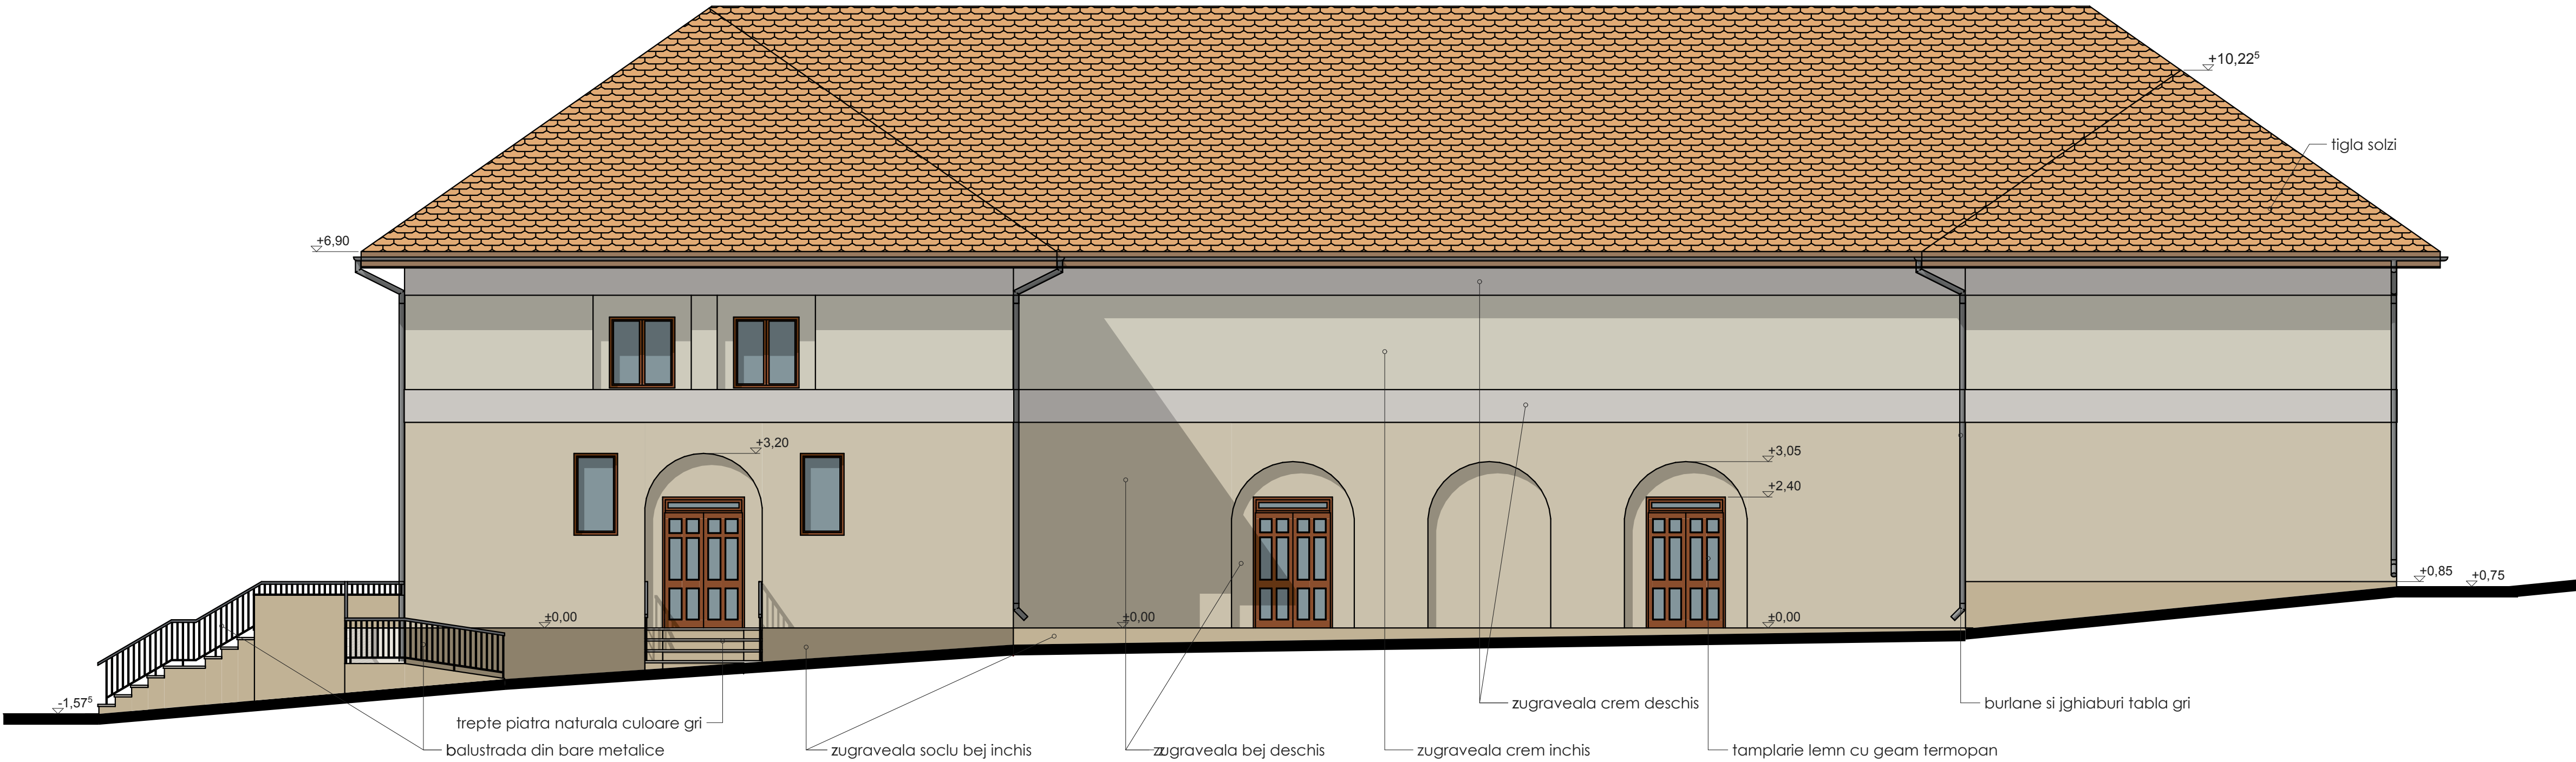 +10,22⁵
tigla solzi
+6,90
+3,20
+3,05
+2,40
+0,85
+0,75
±0,00
±0,00
±0,00
-1,57⁵
zugraveala crem deschis
burlane si jghiaburi tabla gri
trepte piatra naturala culoare gri
balustrada din bare metalice
zugraveala soclu bej inchis
zugraveala bej deschis
zugraveala crem inchis
tamplarie lemn cu geam termopan